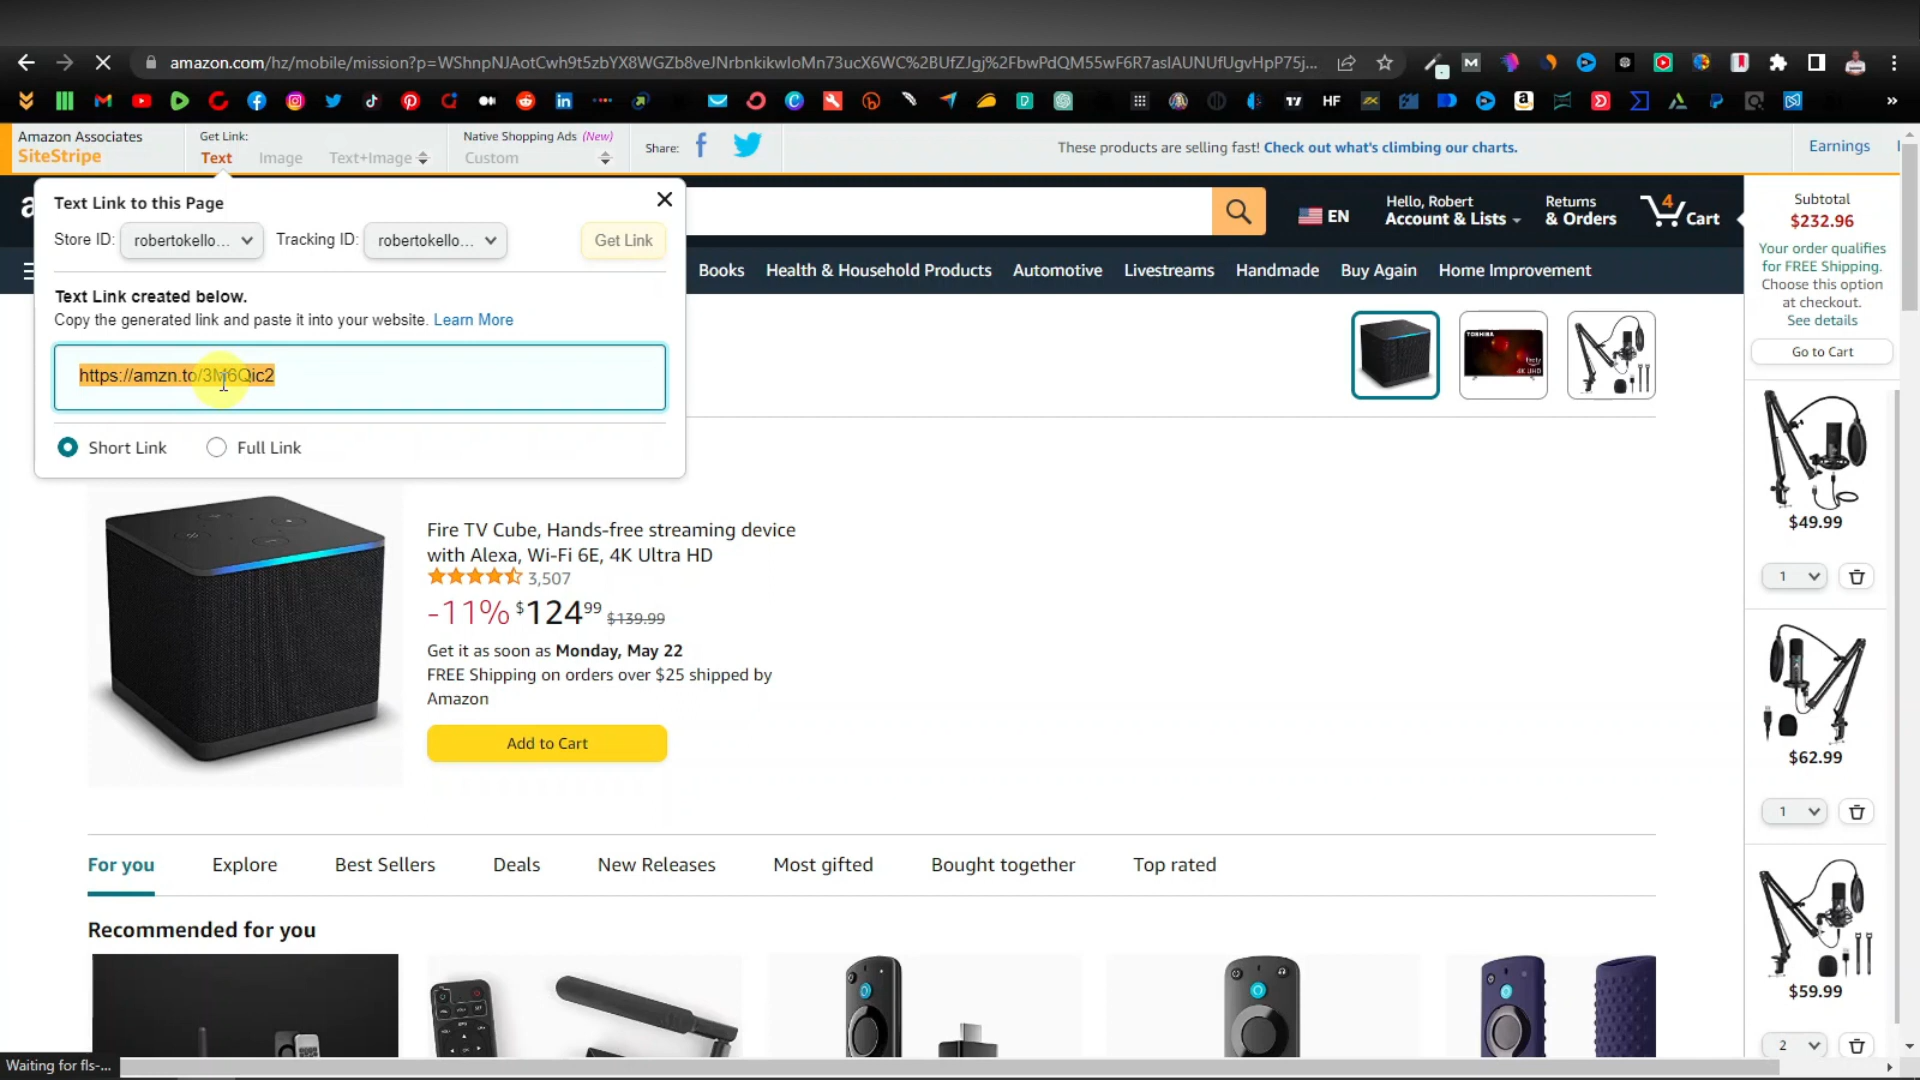 amazon.com/hz/mobile/mission?p=WShnpNJAotCwh9t5zbYX8WGZb8veJNrbnkikwIoMn73ucX6WC%2BUfZJgj%2FbwPdQM55wF6R7aslAUNUfUgvHpP75j...
Amazon Associates
SiteStripe
Get Link:
Text
Image
Text+Image
Native Shopping Ads (New)
Custom
Share:
These products are selling fast! Check out what's climbing our charts.
Earnings
Text Link to this Page
Store ID: robertokello...
Tracking ID: robertokello...
Get Link
Text Link created below.
Copy the generated link and paste it into your website. Learn More
https://amzn.to/3M6Qic2
Short Link
Full Link
EN
Hello, Robert
Account & Lists
Returns
& Orders
4
Cart
Books
Health & Household Products
Automotive
Livestreams
Handmade
Buy Again
Home Improvement
TOSHIBA
Subtotal
$232.96
Your order qualifies
for FREE Shipping.
Choose this option
at checkout.
See details
Go to Cart
$49.99
1
$62.99
1
$59.99
2
Fire TV Cube, Hands-free streaming device
with Alexa, Wi-Fi 6E, 4K Ultra HD
3,507
-11% $124 99 $139.99
Get it as soon as Monday, May 22
FREE Shipping on orders over $25 shipped by
Amazon
Add to Cart
For you
Explore
Best Sellers
Deals
New Releases
Most gifted
Bought together
Top rated
Recommended for you
Waiting for fls-...